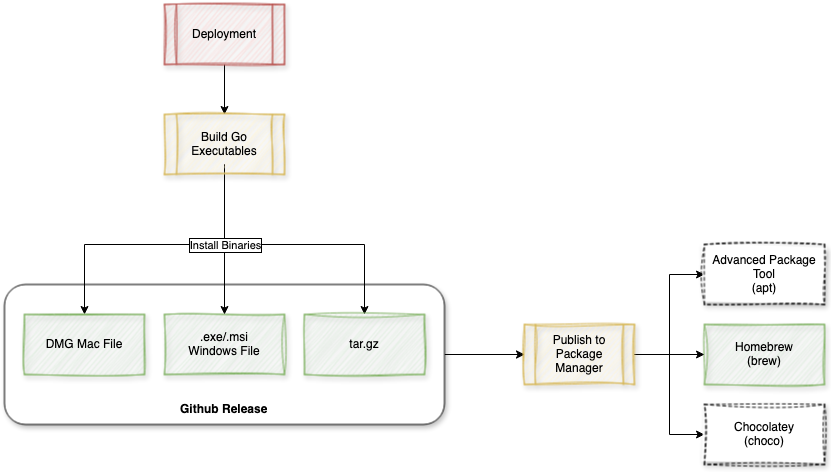 Deployment
Build Go
Executables
Install Binaries
DMG Mac File
.exe/.msi
Windows File
tar.gz
Github Release
Publish to
Package
Manager
Advanced Package
Tool
(apt)
Homebrew
(brew)
Chocolatey
(choco)